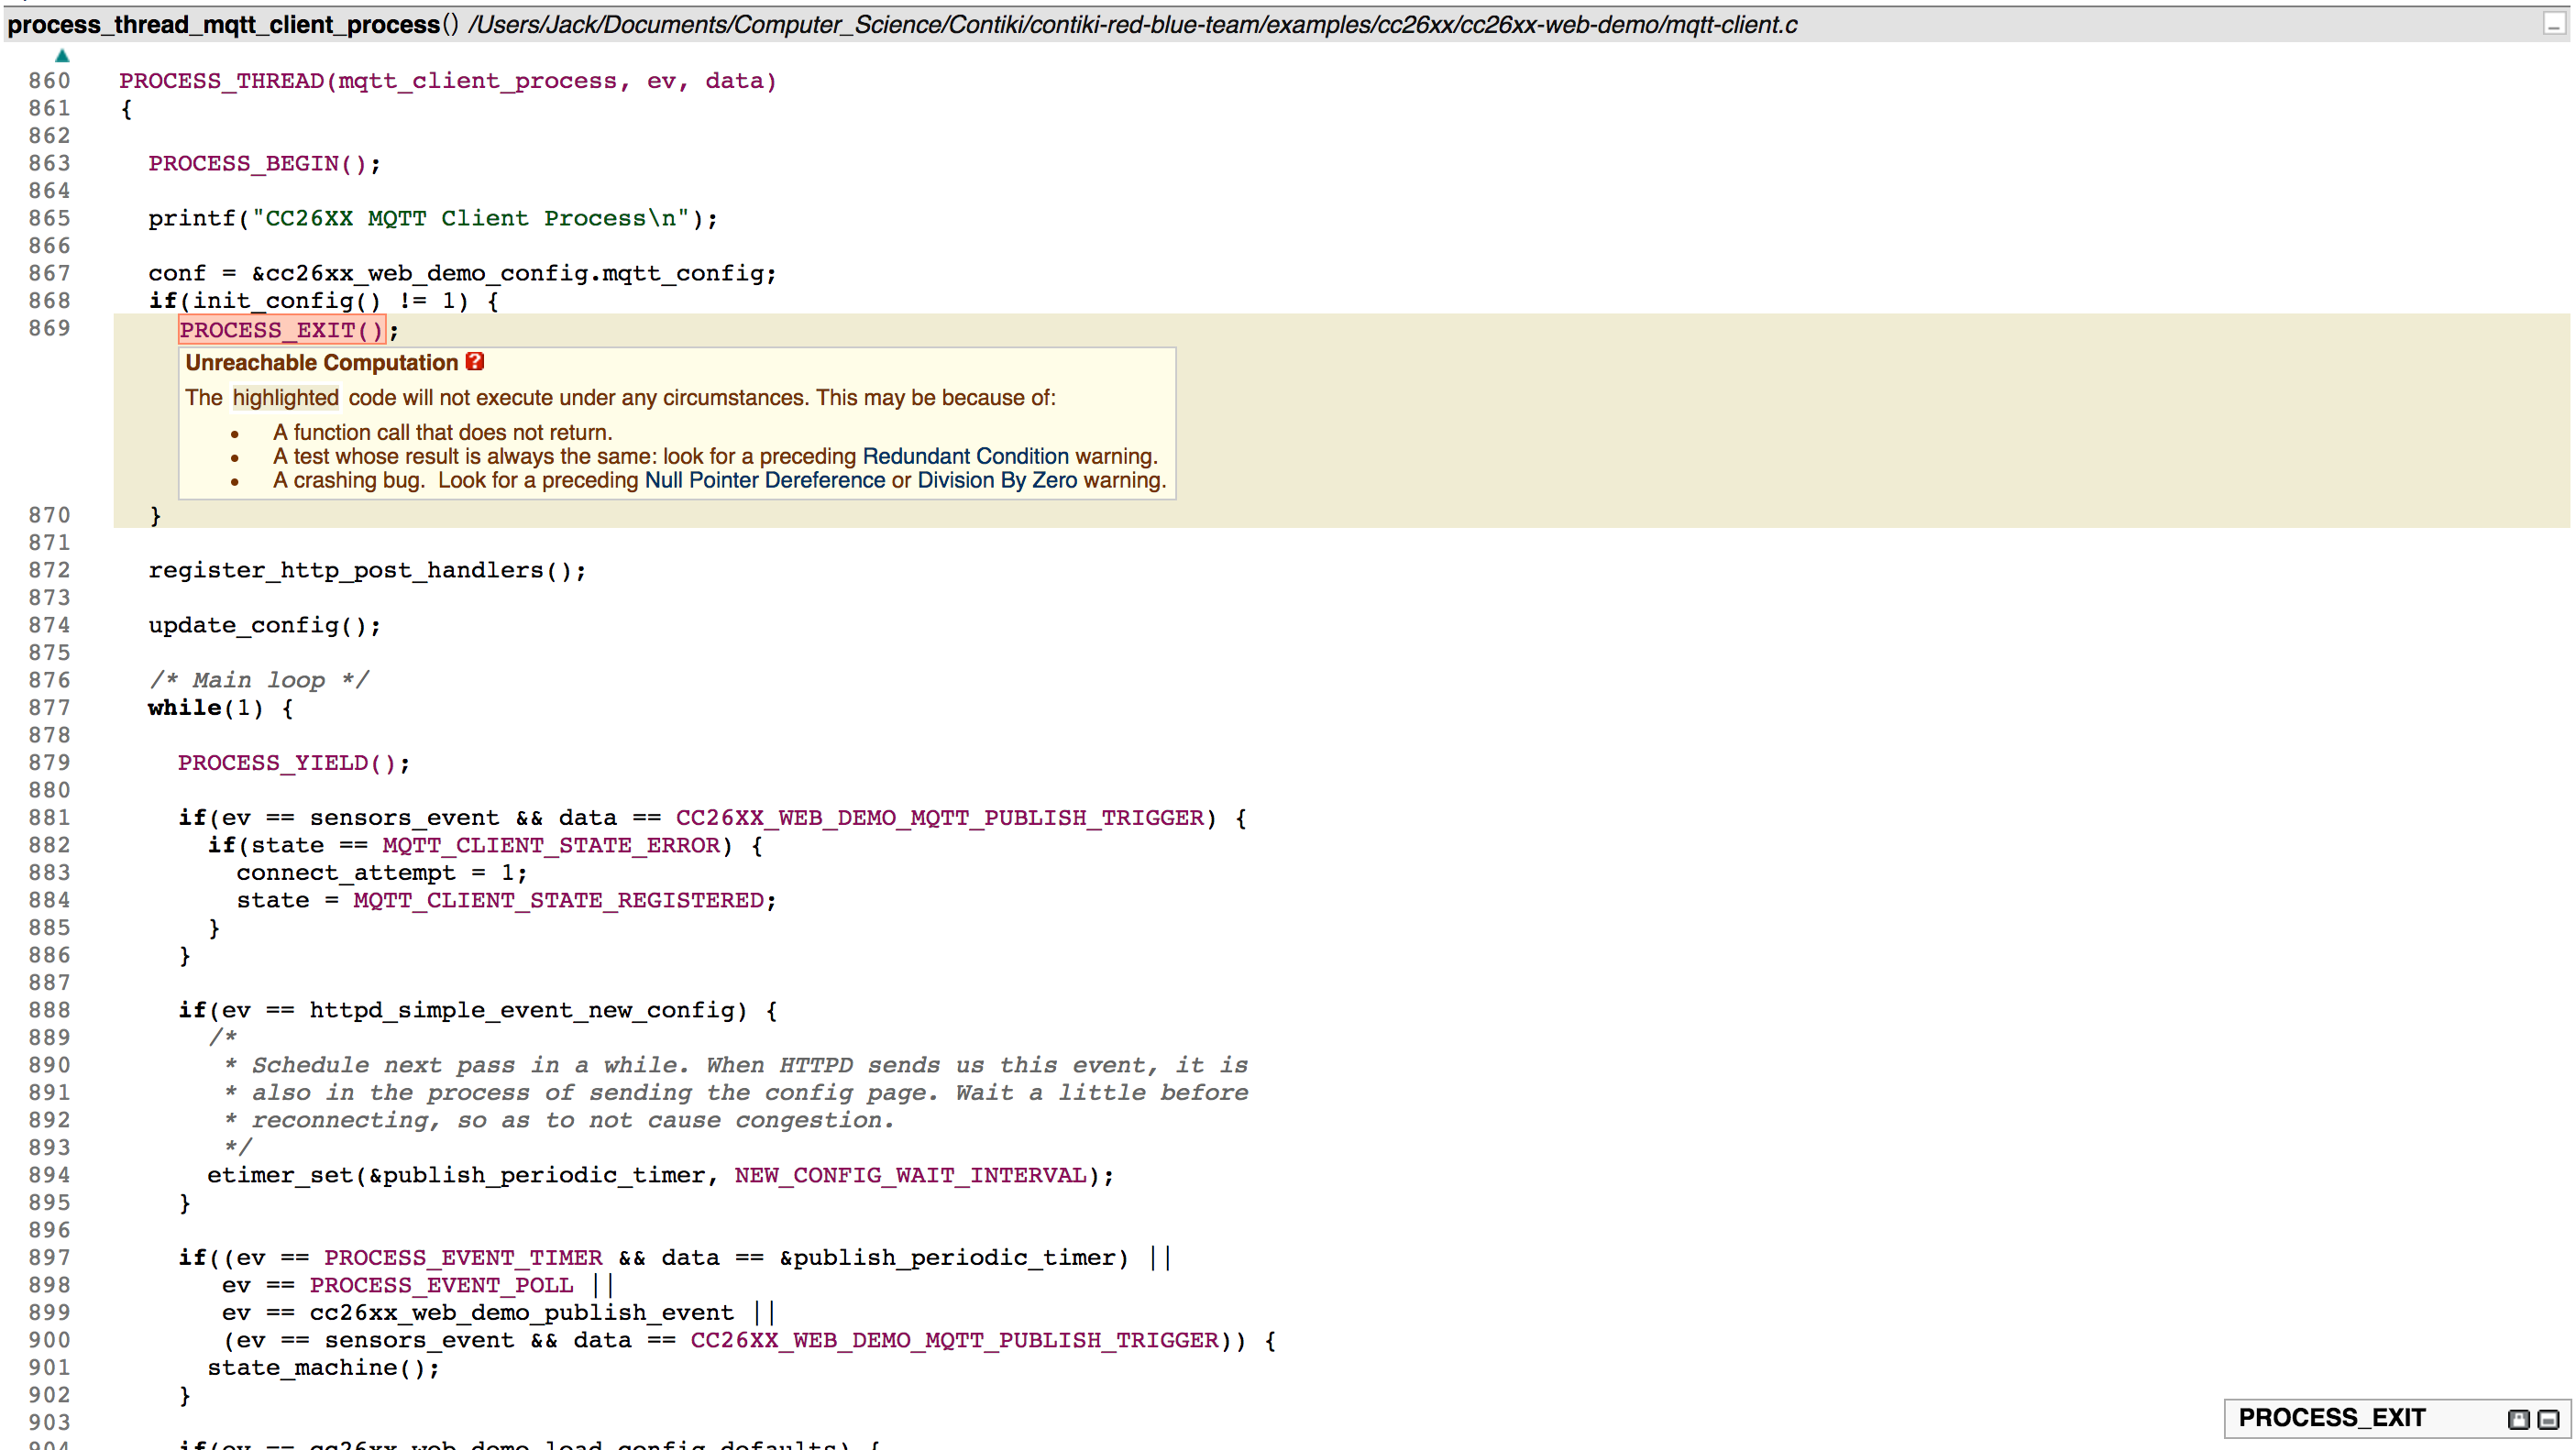 process_thread_mqtt_client_process() /Users/Jack/Documents/Computer_Science/Contiki/contiki-red-blue-team/examples/cc26xx/cc26xx-web-demo/mqtt-client.c
860 PROCESS_THREAD(mqtt_client_process, ev, data)
861 {
862
863 PROCESS_BEGIN();
864
865 printf("CC26XX MQTT Client Process\n");
866
867 conf = &cc26xx_web_demo_config.mqtt_config;
868 if(init_config() != 1) {
869 PROCESS_EXIT();
Unreachable Computation ?
The highlighted code will not execute under any circumstances. This may be because of:
• A function call that does not return.
• A test whose result is always the same: look for a preceding Redundant Condition warning.
• A crashing bug. Look for a preceding Null Pointer Dereference or Division By Zero warning.
870 }
871
872 register_http_post_handlers();
873
874 update_config();
875
876 /* Main loop */
877 while(1) {
878
879 PROCESS_YIELD();
880
881 if(ev == sensors_event && data == CC26XX_WEB_DEMO_MQTT_PUBLISH_TRIGGER) {
882 if(state == MQTT_CLIENT_STATE_ERROR) {
883 connect_attempt = 1;
884 state = MQTT_CLIENT_STATE_REGISTERED;
885 }
886 }
887
888 if(ev == httpd_simple_event_new_config) {
889 /*
890 * Schedule next pass in a while. When HTTPD sends us this event, it is
891 * also in the process of sending the config page. Wait a little before
892 * reconnecting, so as to not cause congestion.
893 */
894 etimer_set(&publish_periodic_timer, NEW_CONFIG_WAIT_INTERVAL);
895 }
896
897 if((ev == PROCESS_EVENT_TIMER && data == &publish_periodic_timer) ||
898 ev == PROCESS_EVENT_POLL ||
899 ev == cc26xx_web_demo_publish_event ||
900 (ev == sensors_event && data == CC26XX_WEB_DEMO_MQTT_PUBLISH_TRIGGER)) {
901 state_machine();
902 }
903
904 if(ev == cc26xx_web_demo_load_config_defaults) {
PROCESS_EXIT